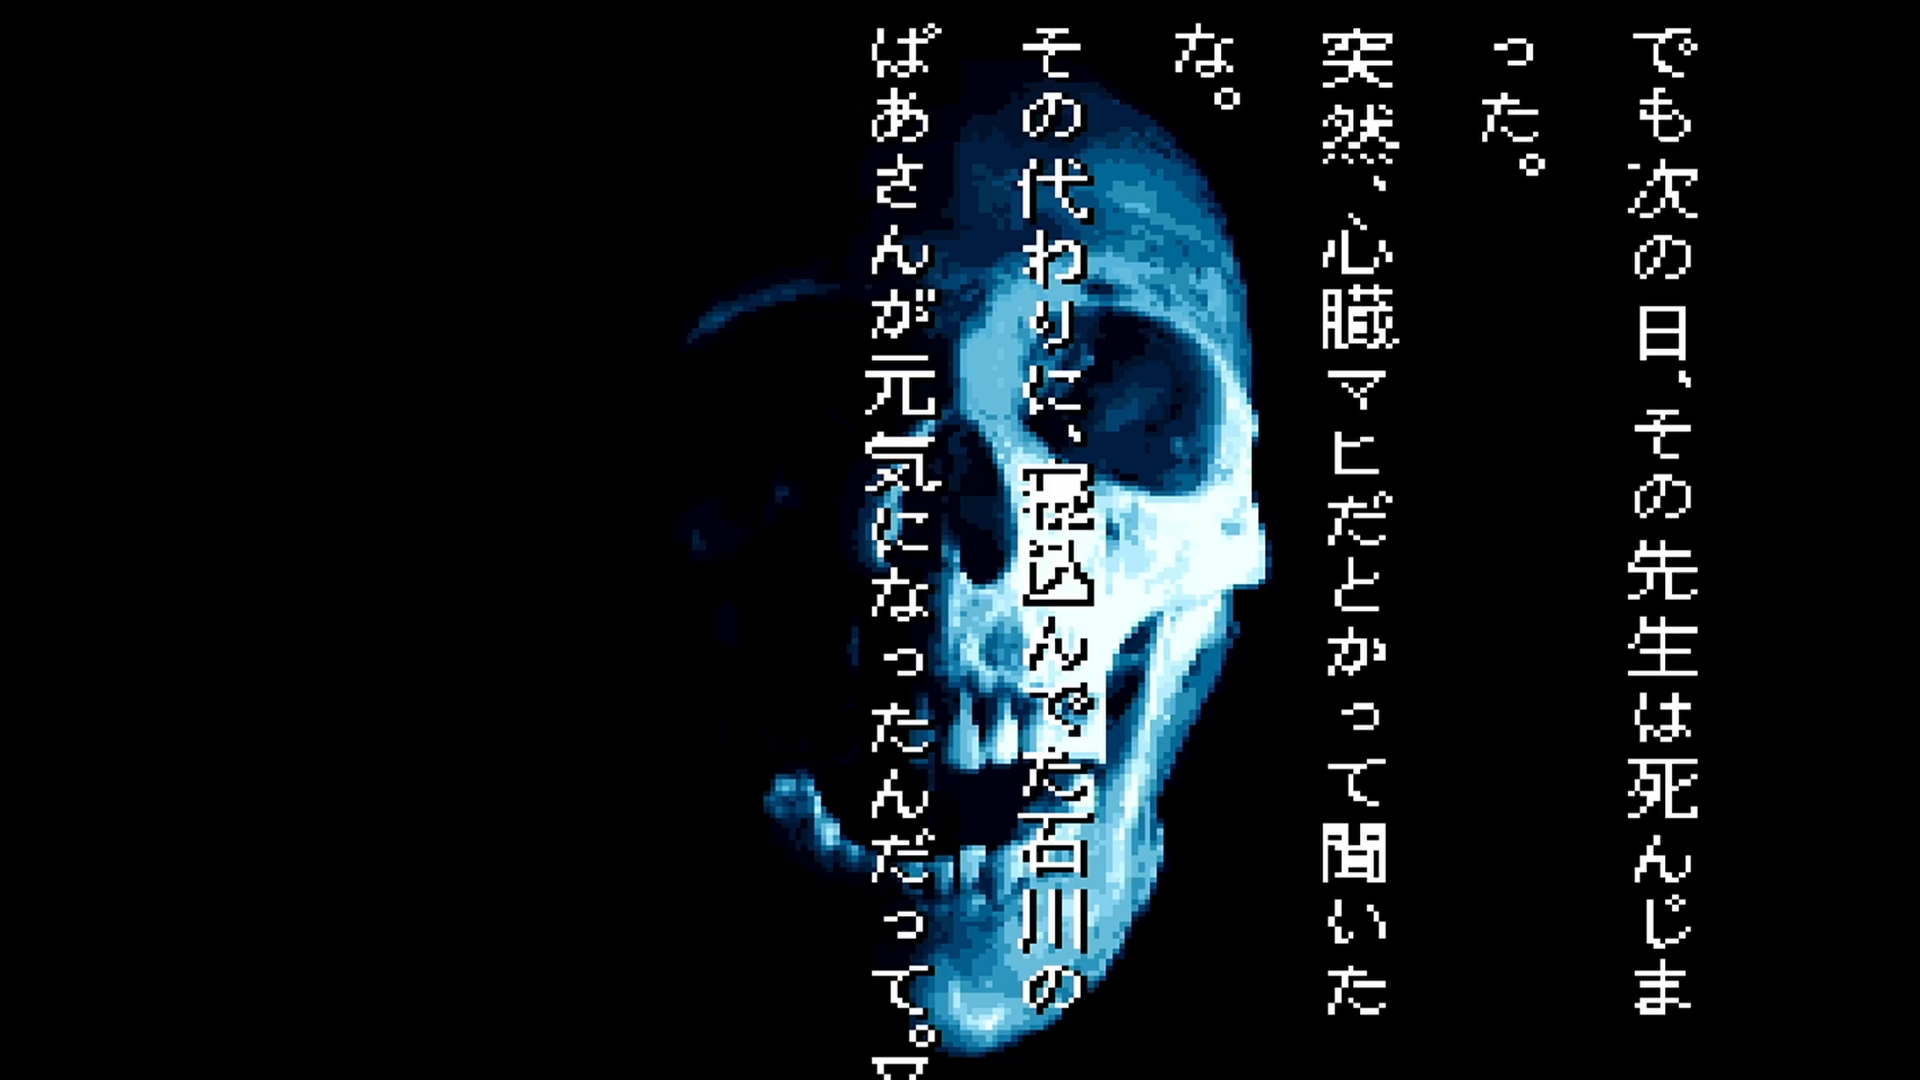 でも次の日、その先生は死んじま
った。
突然、心臓マヒだとかって聞いた
な。
その代わりに、寝込んでた石川の
ばあさんが元気になったんだって。